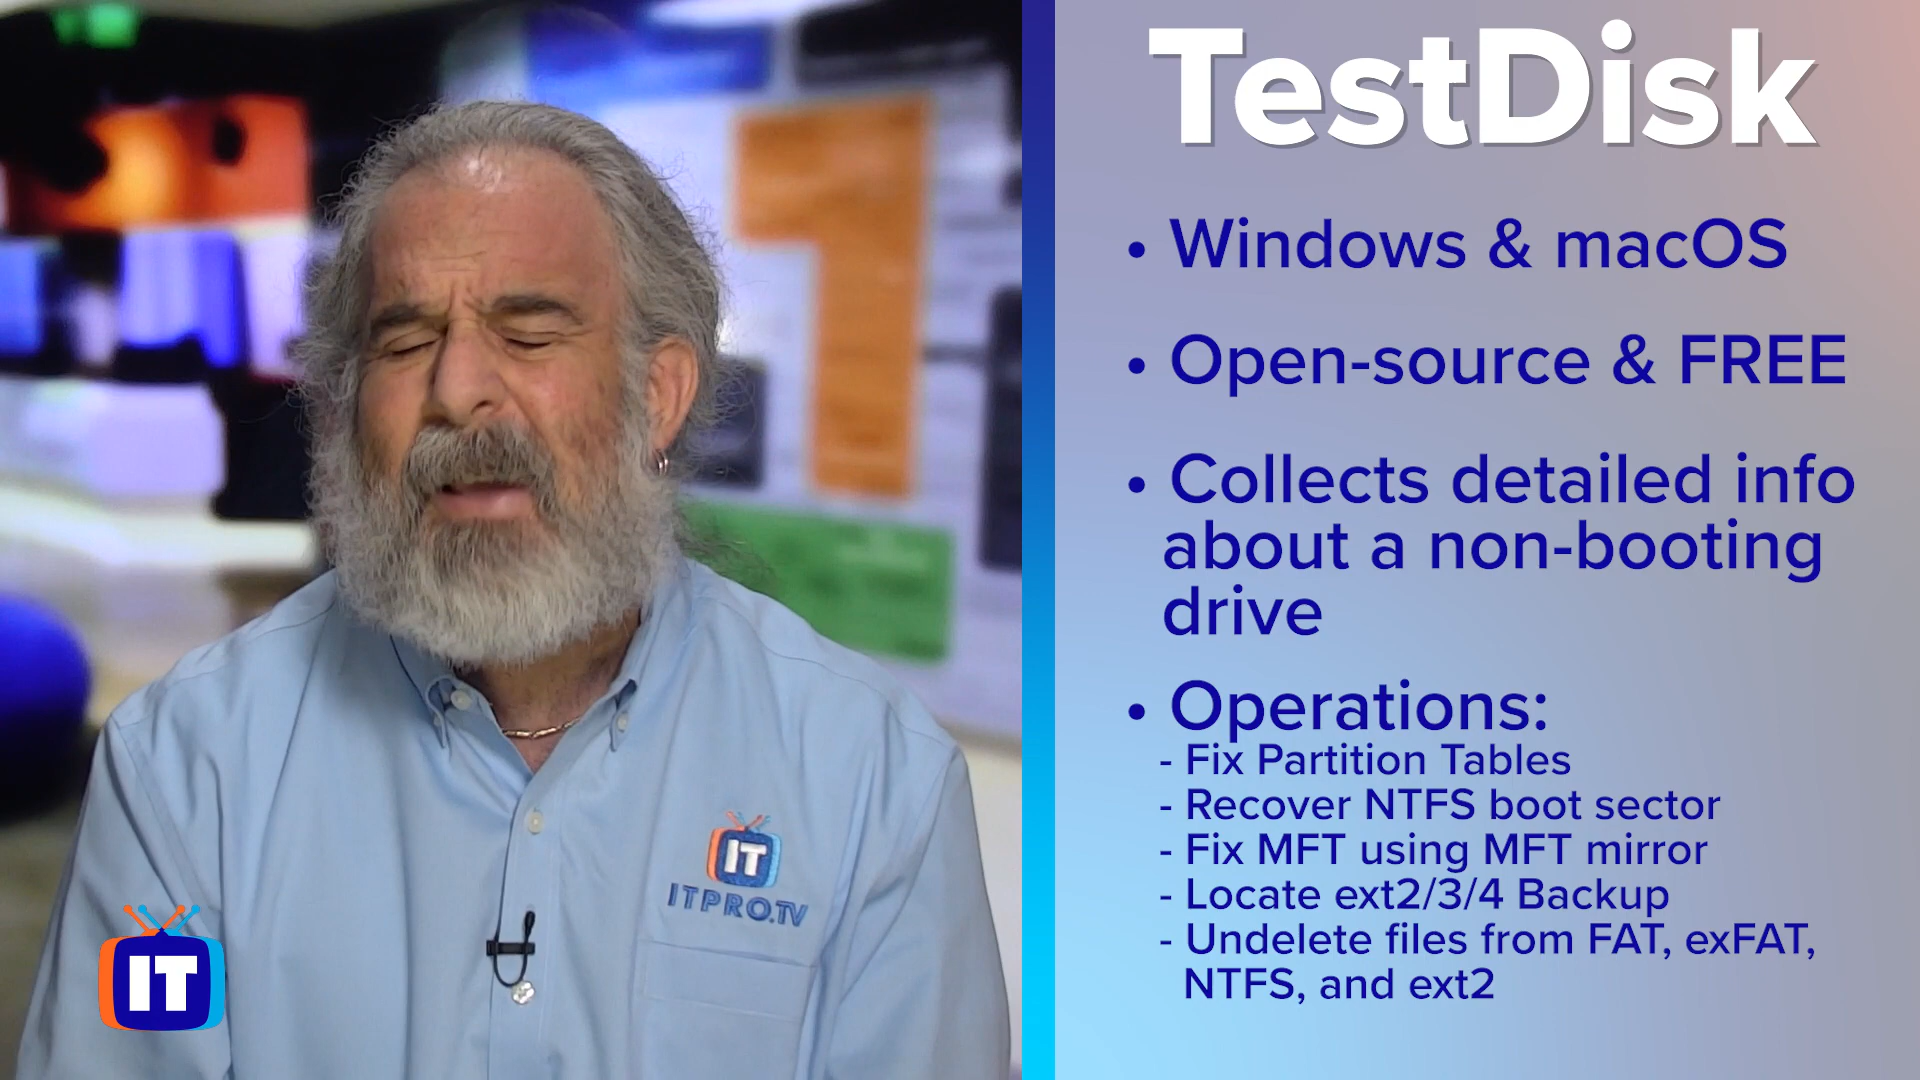 TestDisk
• Windows & macOS
• Open-source & FREE
• Collects detailed info
about a non-booting
drive
• Operations:
- Fix Partition Tables
- Recover NTFS boot sector
- Fix MFT using MFT mirror
- Locate ext2/3/4 Backup
- Undelete files from FAT, exFAT,
NTFS, and ext2
IT
ITPRO.TV
IT
1